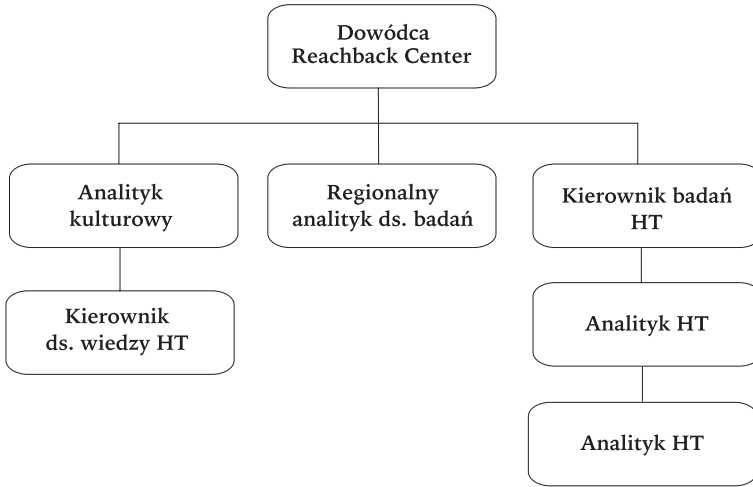 Dowódca
Reachback Center
Analityk
kulturowy
Regionalny
analityk ds. badań
Kierownik badań
HT
Kierownik
ds. wiedzy HT
Analityk HT
Analityk HT